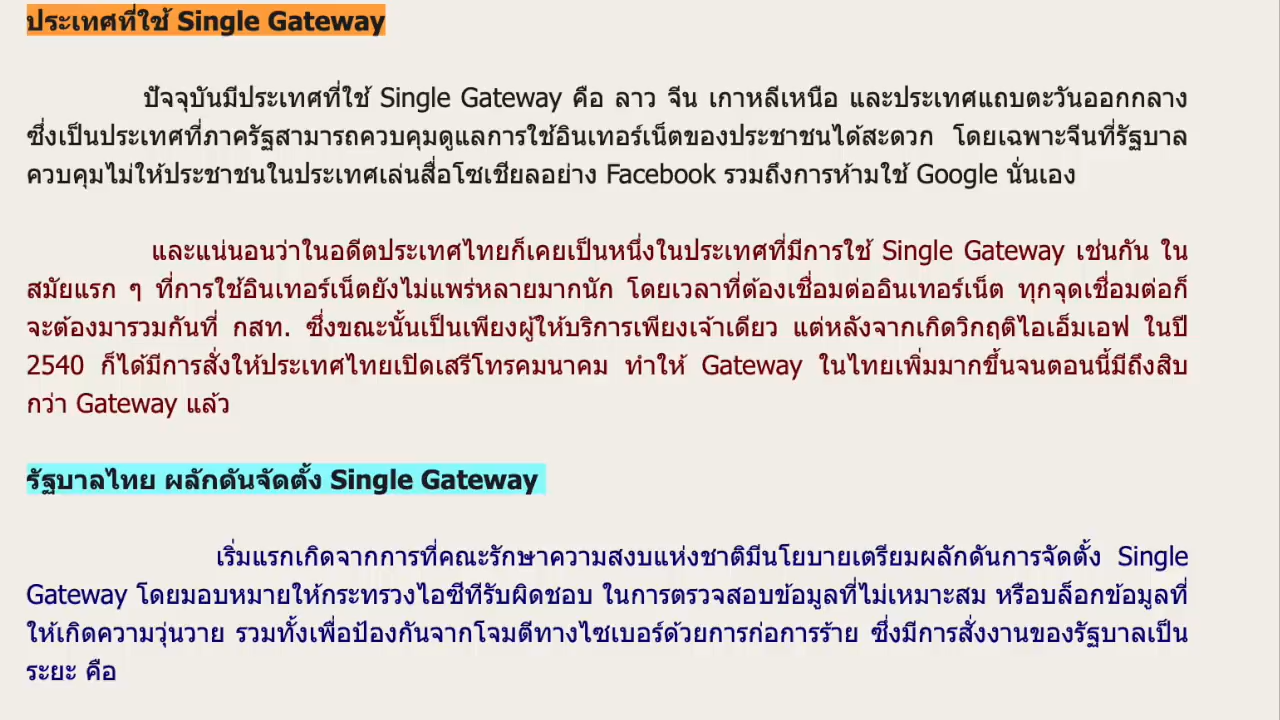 ประเทศที่ใช้ Single Gateway
ปัจจุบันมีประเทศที่ใช้ Single Gateway คือ ลาว จีน เกาหลีเหนือ และประเทศแถบตะวันออกกลาง
ซึ่งเป็นประเทศที่ภาครัฐสามารถควบคุมดูแลการใช้อินเทอร์เน็ตของประชาชนได้สะดวก โดยเฉพาะจีนที่รัฐบาล
ควบคุมไม่ให้ประชาชนในประเทศเล่นสื่อโซเชียลอย่าง Facebook รวมถึงการห้ามใช้ Google นั่นเอง
และแน่นอนว่าในอดีตประเทศไทยก็เคยเป็นหนึ่งในประเทศที่มีการใช้ Single Gateway เช่นกัน ใน
สมัยแรก ๆ ที่การใช้อินเทอร์เน็ตยังไม่แพร่หลายมากนัก โดยเวลาที่ต้องเชื่อมต่ออินเทอร์เน็ต ทุกจุดเชื่อมต่อก็
จะต้องมารวมกันที่ กสท. ซึ่งขณะนั้นเป็นเพียงผู้ให้บริการเพียงเจ้าเดียว แต่หลังจากเกิดวิกฤติไอเอ็มเอฟ ในปี
2540 ก็ได้มีการสั่งให้ประเทศไทยเปิดเสรีโทรคมนาคม ทำให้ Gateway ในไทยเพิ่มมากขึ้นจนตอนนี้มีถึงสิบ
กว่า Gateway แล้ว
รัฐบาลไทย ผลักดันจัดตั้ง Single Gateway
เริ่มแรกเกิดจากการที่คณะรักษาความสงบแห่งชาติมีนโยบายเตรียมผลักดันการจัดตั้ง Single
Gateway โดยมอบหมายให้กระทรวงไอซีทีรับผิดชอบ ในการตรวจสอบข้อมูลที่ไม่เหมาะสม หรือบล็อกข้อมูลที่
ให้เกิดความวุ่นวาย รวมทั้งเพื่อป้องกันจากโจมตีทางไซเบอร์ด้วยการก่อการร้าย ซึ่งมีการสั่งงานของรัฐบาลเป็น
ระยะ คือ